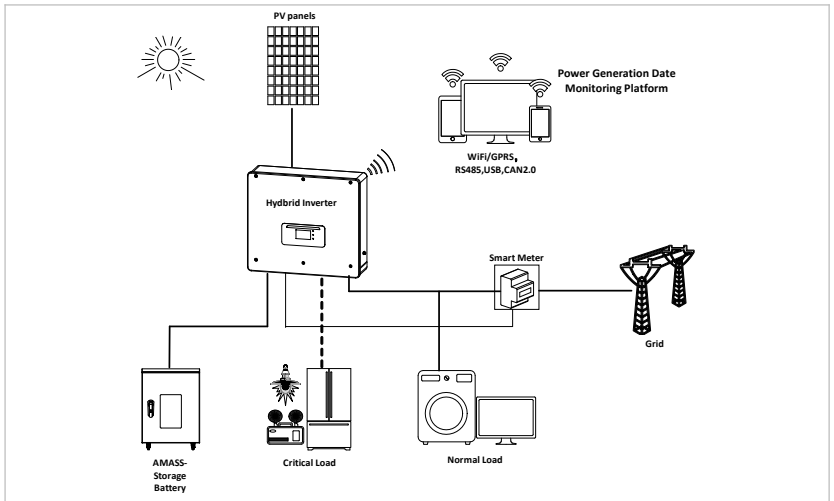 PV panels
Power Generation Date
Monitoring Platform
WiFi/GPRS,
RS485,USB,CAN2.0
Hydbrid Inverter
Smart Meter
Grid
AMASS-
Storage
Battery
Critical Load
Normal Load